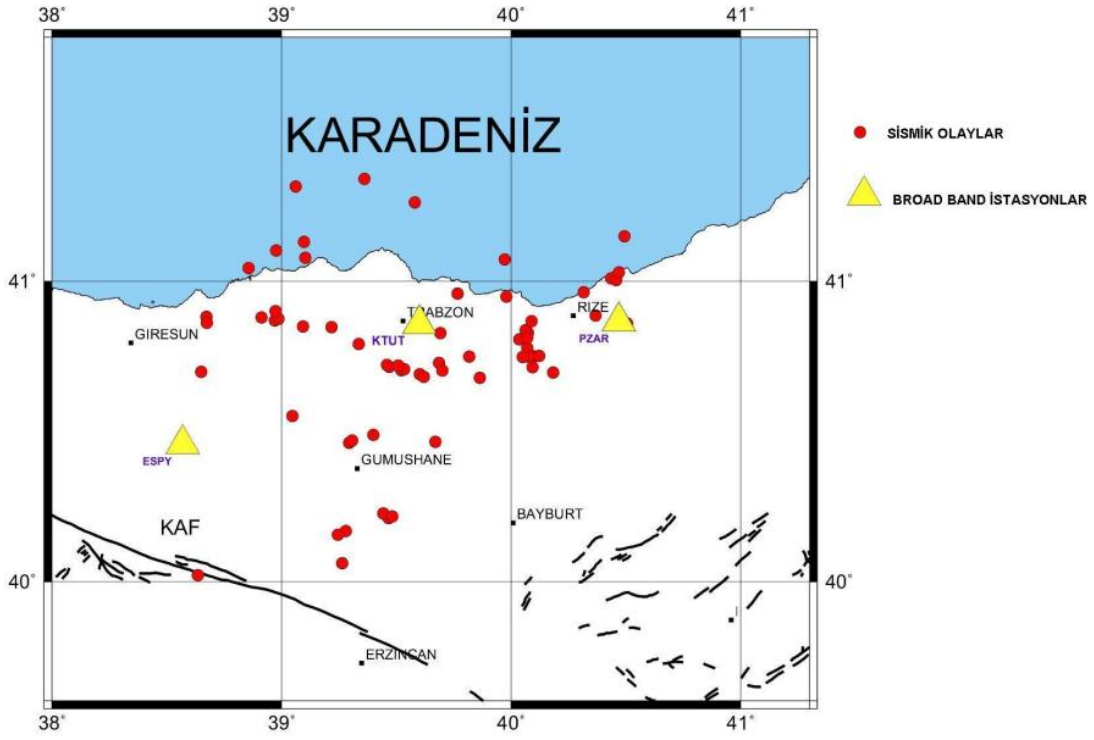 38° 39° 40° 41°
KARADENİZ
SİSMİK OLAYLAR
BROAD BAND İSTASYONLAR
41° 41°
TRABZON
RIZE
GIRESUN
KTUT
PZAR
GUMUSHANE
ESPY
BAYBURT
KAF
40° 40°
ERZINCAN
38° 39° 40° 41°